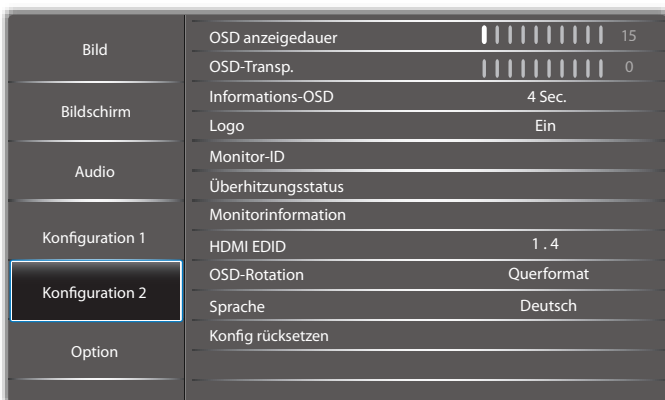 Bild
Bildschirm
Audio
Konfiguration 1
Konfiguration 2
Option
OSD anzeigedauer 15
OSD-Transp. 0
Informations-OSD 4 Sec.
Logo Ein
Monitor-ID
Überhitzungsstatus
Monitorinformation
HDMI EDID 1 . 4
OSD-Rotation Querformat
Sprache Deutsch
Konfig rücksetzen